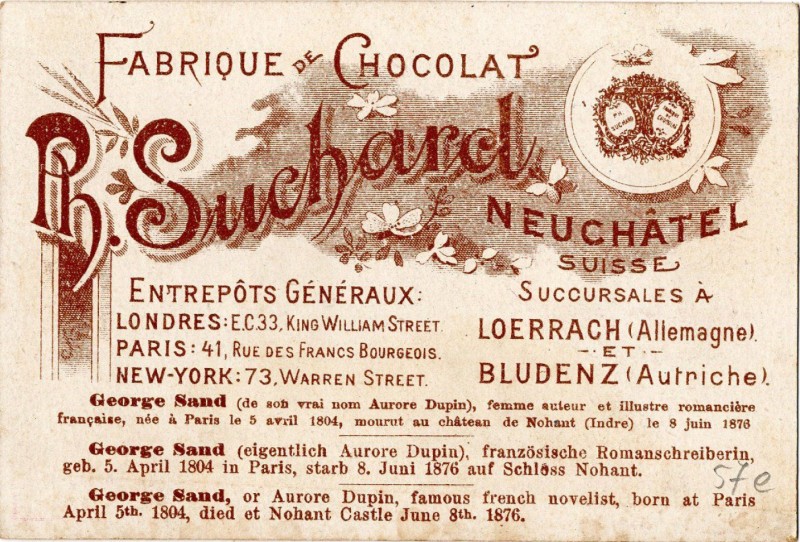 FABRIQUE DE CHOCOLAT
Ph. Suchard
PH. SUCHARD
NEUCHÂTEL
SUISSE
ENTREPÔTS GÉNÉRAUX:
LONDRES: E.C.33, KING WILLIAM STREET.
PARIS: 41, RUE DES FRANCS BOURGEOIS.
NEW-YORK: 73, WARREN STREET.
SUCCURSALES À
LOERRACH (Allemagne).
- ET -
BLUDENZ (Autriche).
George Sand (de son vrai nom Aurore Dupin), femme auteur et illustre romancière
française, née à Paris le 5 avril 1804, mourut au château de Nohant (Indre) le 8 juin 1876
George Sand (eigentlich Aurore Dupin), französische Romanschreiberin,
geb. 5. April 1804 in Paris, starb 8. Juni 1876 auf Schloss Nohant.
George Sand, or Aurore Dupin, famous french novelist, born at Paris
April 5th. 1804, died et Nohant Castle June 8th. 1876.
57e